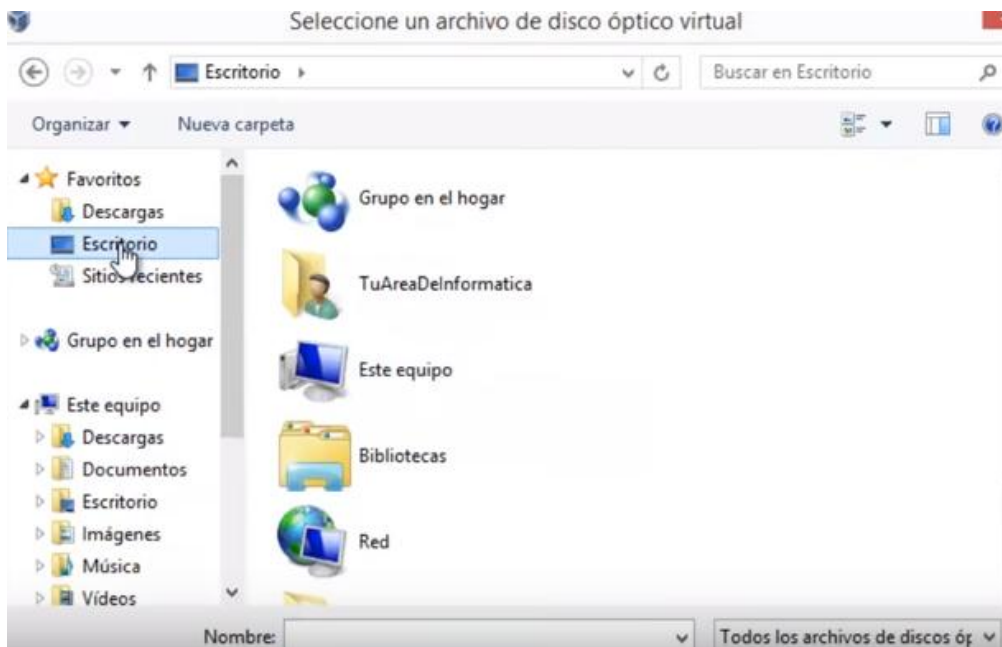 Seleccione un archivo de disco óptico virtual
Escritorio
Buscar en Escritorio
Organizar
Nueva carpeta
Favoritos
Descargas
Escritorio
Sitios recientes
Grupo en el hogar
Este equipo
Descargas
Documentos
Escritorio
Imágenes
Música
Vídeos
Grupo en el hogar
TuAreaDeInformatica
Este equipo
Bibliotecas
Red
Nombre:
Todos los archivos de discos óp